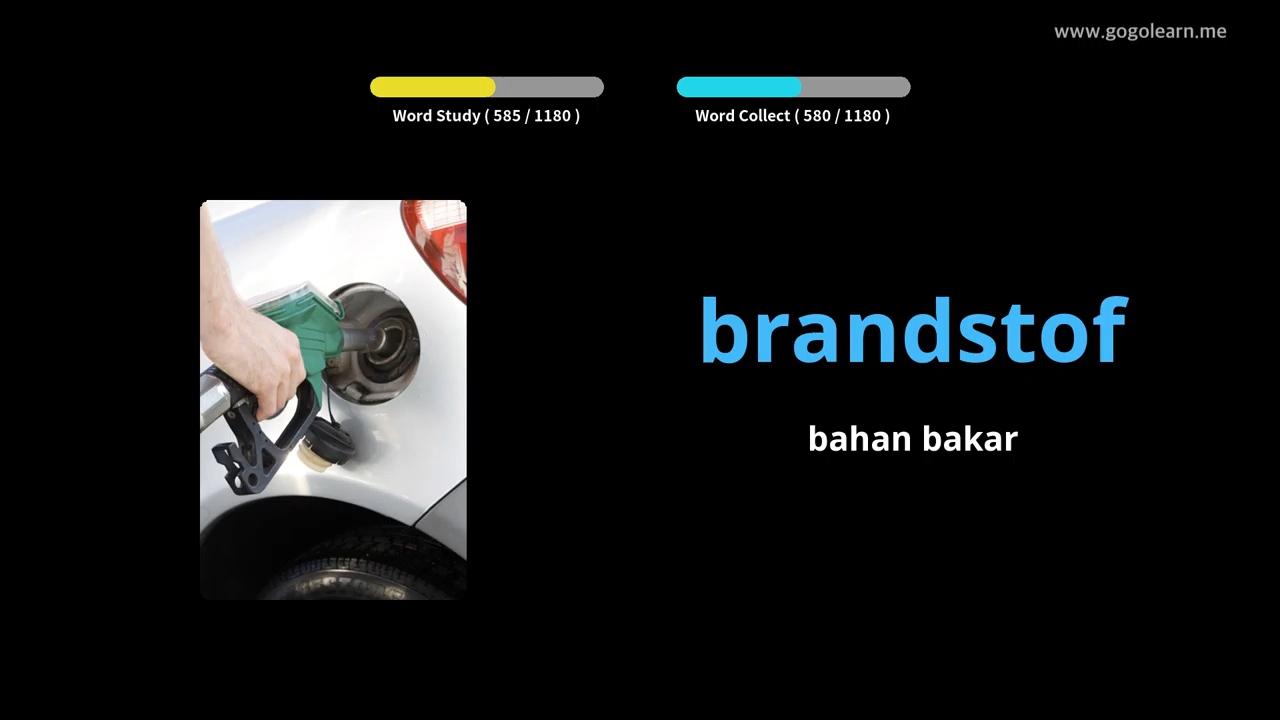 www.gogolearn.me
Word Study ( 585 / 1180 )
Word Collect ( 580 / 1180 )
brandstof
bahan bakar